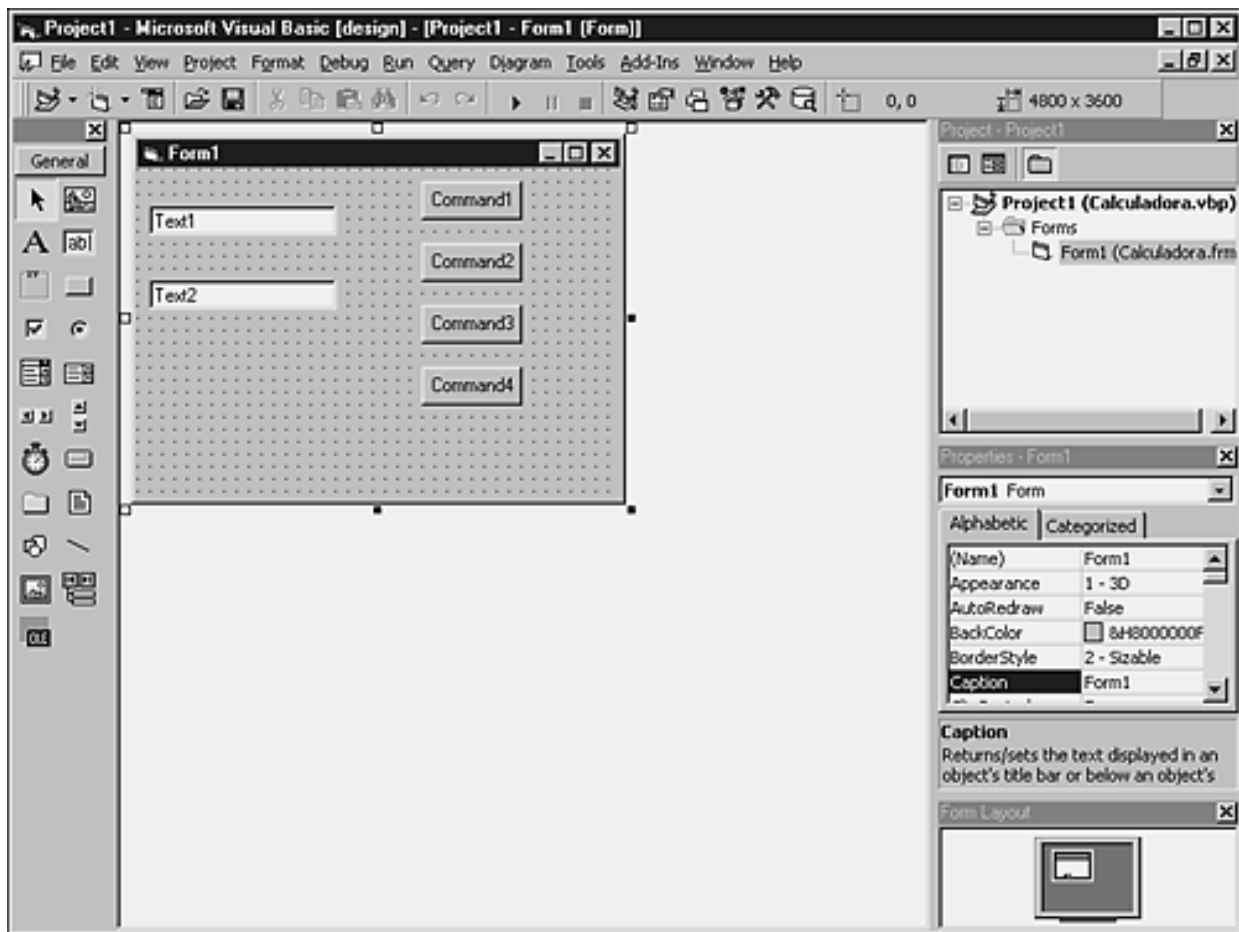 Project1 - Microsoft Visual Basic [design] - [Project1 - Form1 (Form)]
File Edit View Project Format Debug Run Query Diagram Tools Add-Ins Window Help
0, 0 4800 x 3600
General
A
ab
OLE
Form1
Text1
Text2
Command1
Command2
Command3
Command4
Project - Project1
Project1 (Calculadora.vbp)
Forms
Form1 (Calculadora.frm
Properties - Form1
Form1 Form
Alphabetic Categorized
(Name) Form1
Appearance 1 - 3D
AutoRedraw False
BackColor &H8000000F
BorderStyle 2 - Sizable
Caption Form1
Caption
Returns/sets the text displayed in an
object's title bar or below an object's
Form Layout